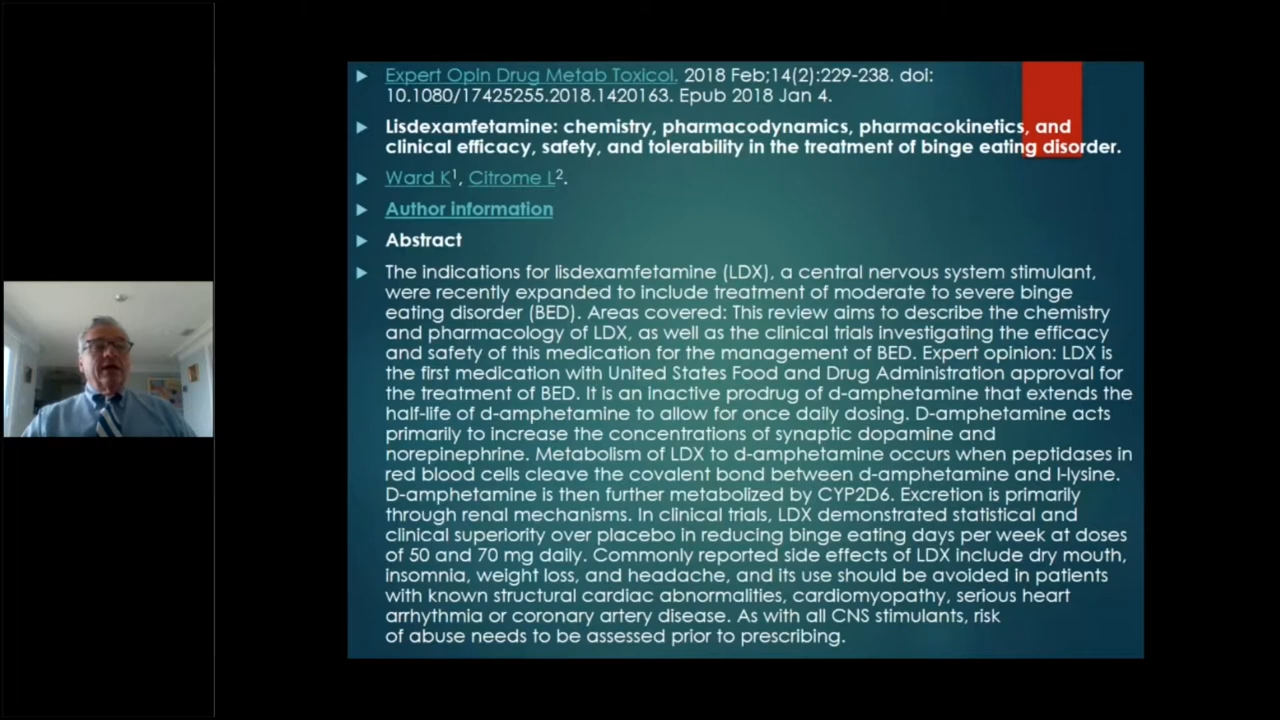 Expert Opin Drug Metab Toxicol. 2018 Feb;14(2):229-238. doi:
10.1080/17425255.2018.1420163. Epub 2018 Jan 4.
Lisdexamfetamine: chemistry, pharmacodynamics, pharmacokinetics, and
clinical efficacy, safety, and tolerability in the treatment of binge eating disorder.
Ward K1, Citrome L2.
Author information
Abstract
The indications for lisdexamfetamine (LDX), a central nervous system stimulant,
were recently expanded to include treatment of moderate to severe binge
eating disorder (BED). Areas covered: This review aims to describe the chemistry
and pharmacology of LDX, as well as the clinical trials investigating the efficacy
and safety of this medication for the management of BED. Expert opinion: LDX is
the first medication with United States Food and Drug Administration approval for
the treatment of BED. It is an inactive prodrug of d-amphetamine that extends the
half-life of d-amphetamine to allow for once daily dosing. D-amphetamine acts
primarily to increase the concentrations of synaptic dopamine and
norepinephrine. Metabolism of LDX to d-amphetamine occurs when peptidases in
red blood cells cleave the covalent bond between d-amphetamine and l-lysine.
D-amphetamine is then further metabolized by CYP2D6. Excretion is primarily
through renal mechanisms. In clinical trials, LDX demonstrated statistical and
clinical superiority over placebo in reducing binge eating days per week at doses
of 50 and 70 mg daily. Commonly reported side effects of LDX include dry mouth,
insomnia, weight loss, and headache, and its use should be avoided in patients
with known structural cardiac abnormalities, cardiomyopathy, serious heart
arrhythmia or coronary artery disease. As with all CNS stimulants, risk
of abuse needs to be assessed prior to prescribing.